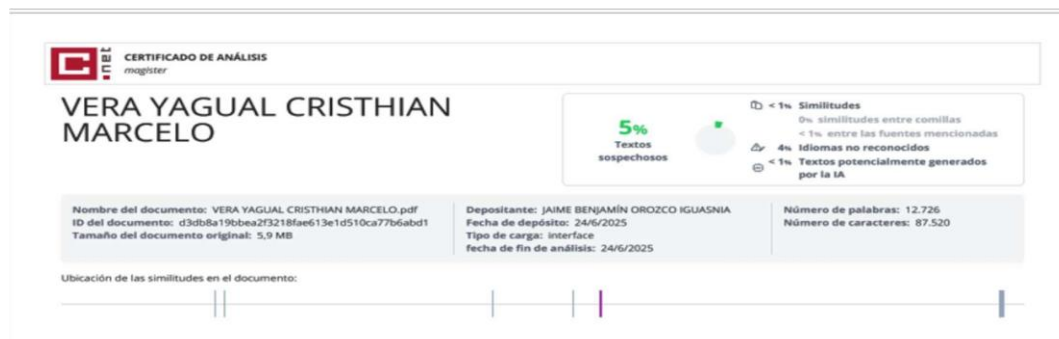 C.net
CERTIFICADO DE ANÁLISIS
magister
VERA YAGUAL CRISTHIAN
MARCELO
5%
Textos
sospechosos
< 1% Similitudes
0% similitudes entre comillas
< 1% entre las fuentes mencionadas
4% Idiomas no reconocidos
< 1% Textos potencialmente generados
por la IA
Nombre del documento: VERA YAGUAL CRISTHIAN MARCELO.pdf
ID del documento: d3db8a19bbea2f3218fae613e1d510ca77b6abd1
Tamaño del documento original: 5,9 MB
Depositante: JAIME BENJAMÍN OROZCO IGUASNIA
Fecha de depósito: 24/6/2025
Tipo de carga: interface
fecha de fin de análisis: 24/6/2025
Número de palabras: 12.726
Número de caracteres: 87.520
Ubicación de las similitudes en el documento: